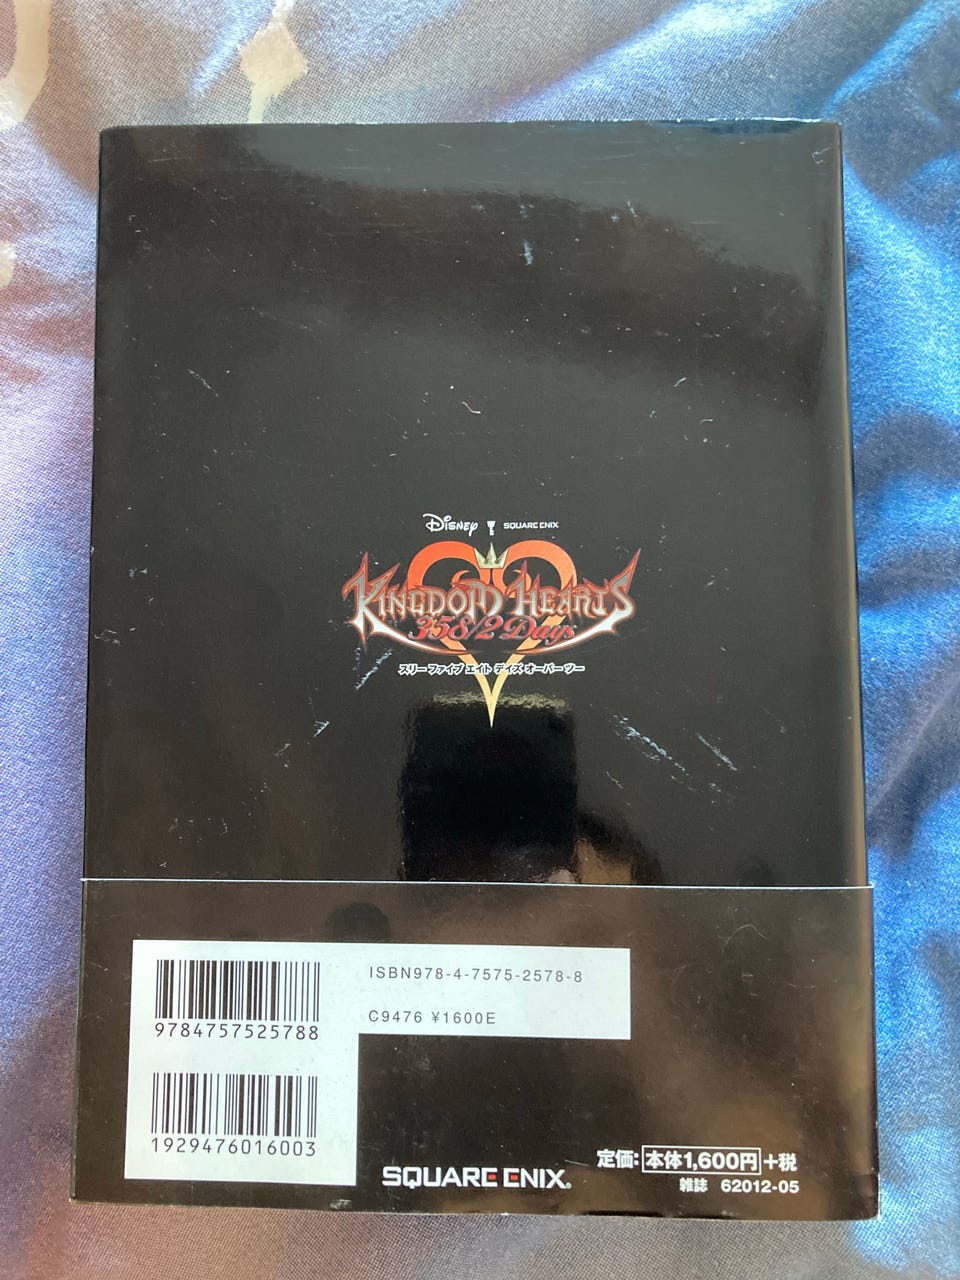 Disney SQUARE ENIX
KINGDOM HEARTS
358/2 Days
スリー ファイブ エイト デイズ オーバー ツー
ISBN978-4-7575-2578-8
C9476 ¥1600E
9784757525788
1929476016003
SQUARE ENIX®
定価:本体1,600円+税
雑誌 62012-05